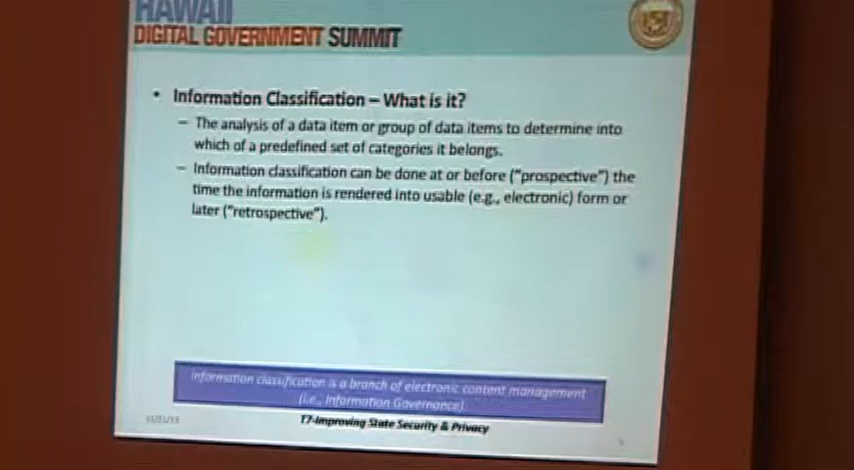 HAWAII
DIGITAL GOVERNMENT SUMMIT
• Information Classification – What is it?
– The analysis of a data item or group of data items to determine into
which of a predefined set of categories it belongs.
– Information classification can be done at or before (“prospective”) the
time the information is rendered into usable (e.g., electronic) form or
later (“retrospective”).
Information classification is a branch of electronic content management
(i.e., Information Governance)
T7-Improving State Security & Privacy